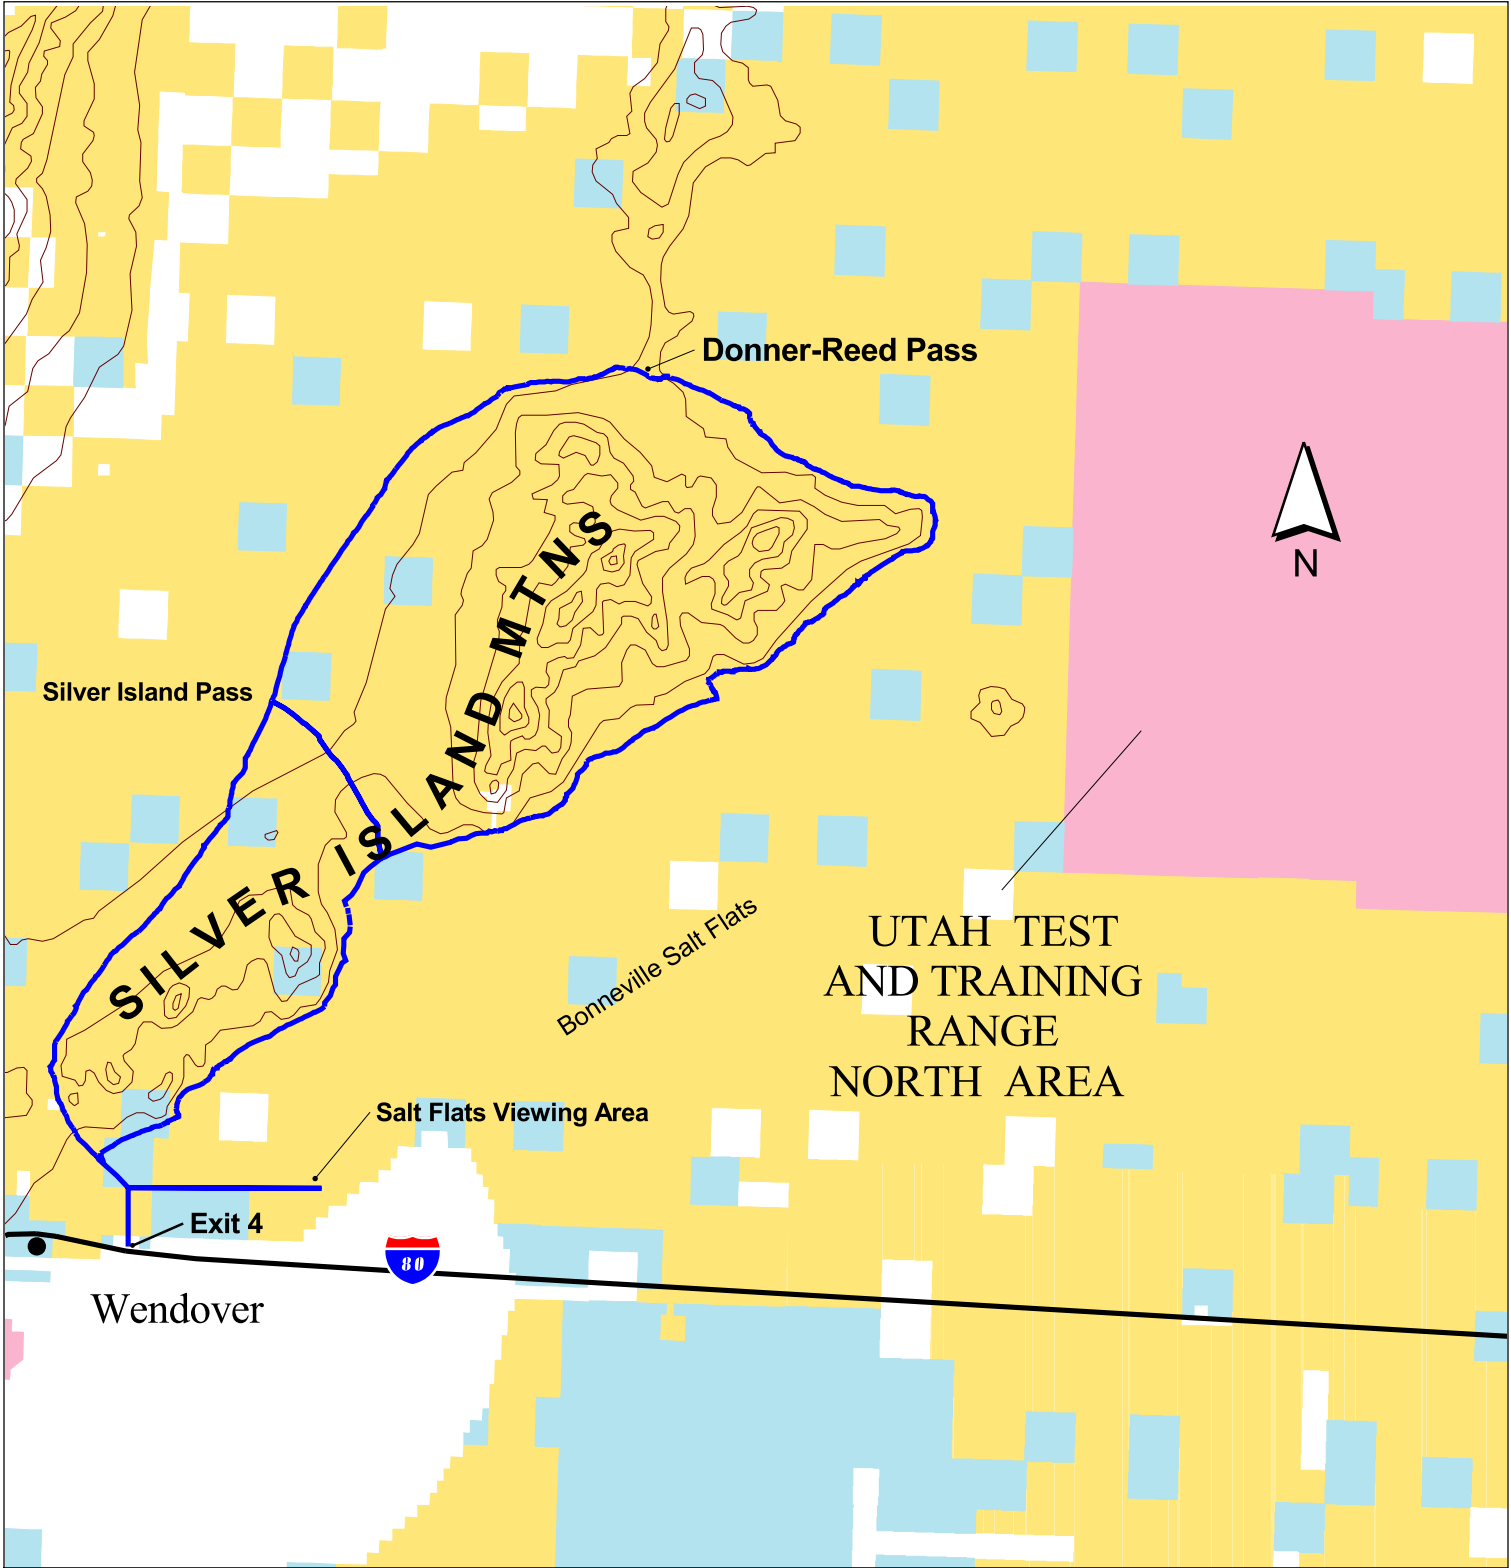 Donner-Reed Pass
N
Silver Island Pass
SILVER ISLAND MTNS
Bonneville Salt Flats
UTAH TEST
AND TRAINING
RANGE
NORTH AREA
Salt Flats Viewing Area
Exit 4
80
Wendover